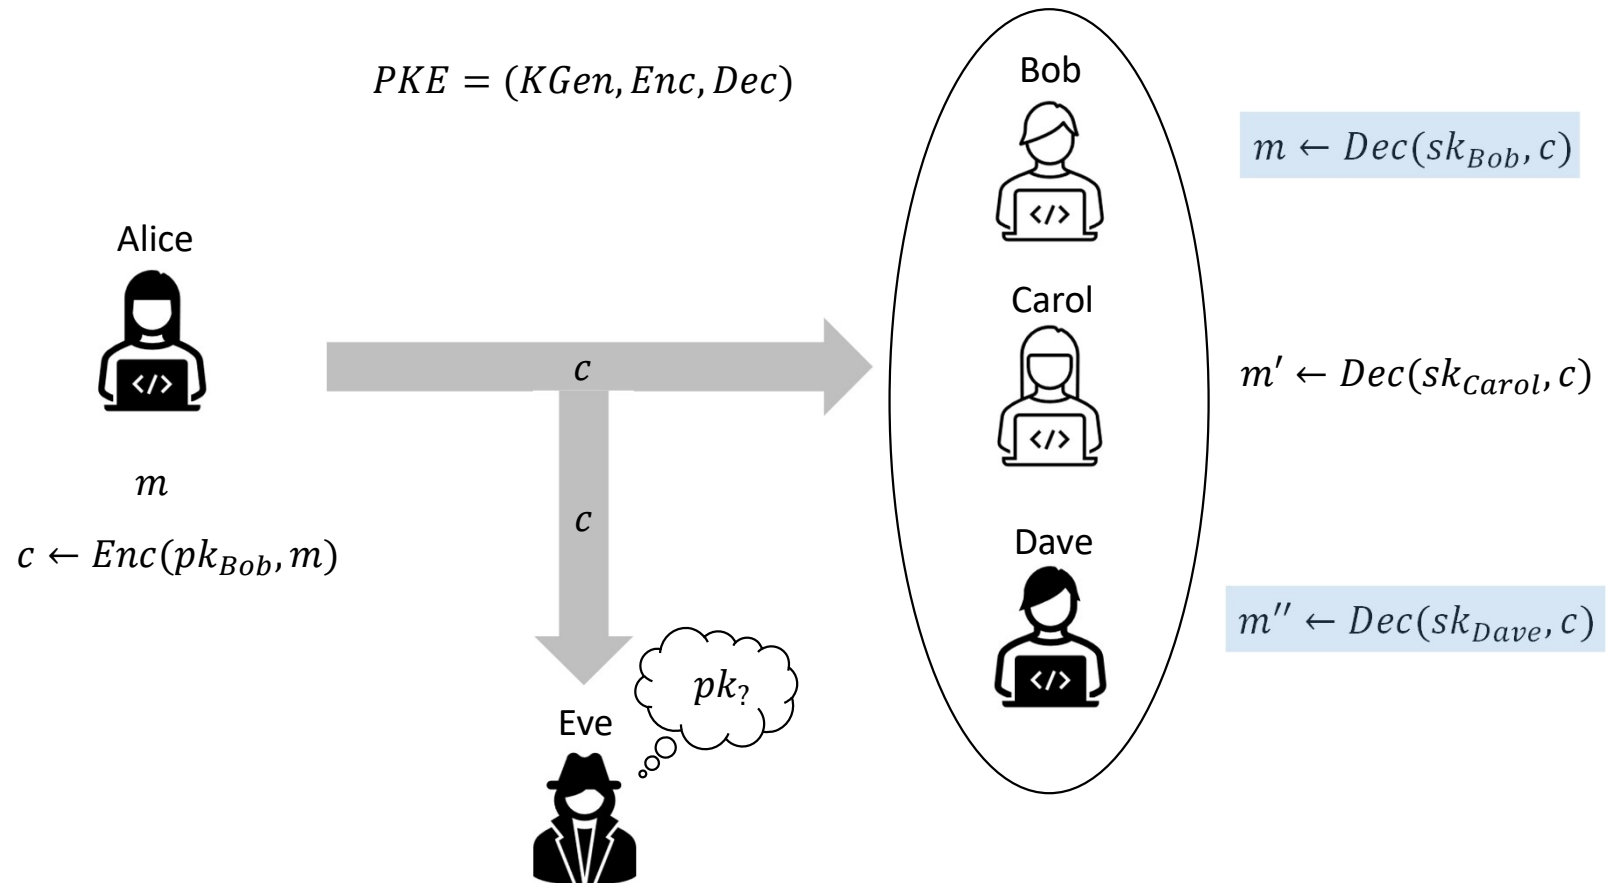 PKE = (KGen, Enc, Dec)
Bob
</>
m ← Dec(sk_Bob, c)
Alice
</>
m
c ← Enc(pk_Bob, m)
c
c
Carol
</>
m′ ← Dec(sk_Carol, c)
Dave
</>
m′′ ← Dec(sk_Dave, c)
pk_?
Eve